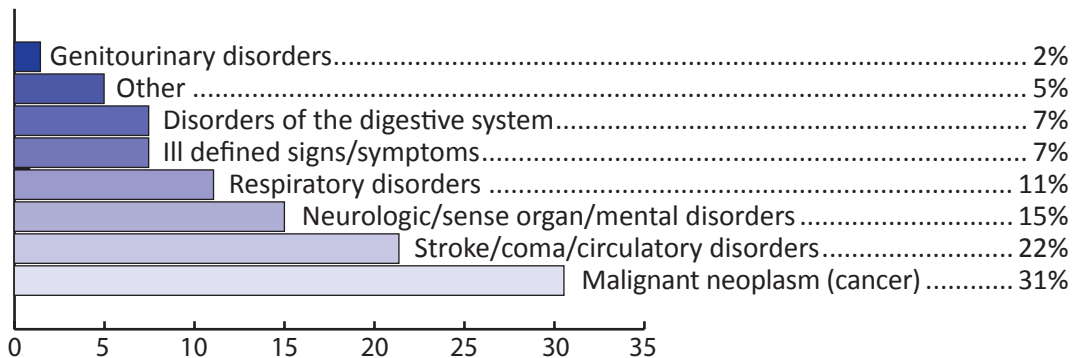 Genitourinary disorders............................................................................................ 2%
Other ..................................................................................................................... 5%
Disorders of the digestive system............................................................... 7%
Ill defined signs/symptoms......................................................................... 7%
Respiratory disorders ......................................................................... 11%
Neurologic/sense organ/mental disorders.............................. 15%
Stroke/coma/circulatory disorders.......................... 22%
Malignant neoplasm (cancer) ............ 31%
0 5 10 15 20 25 30 35